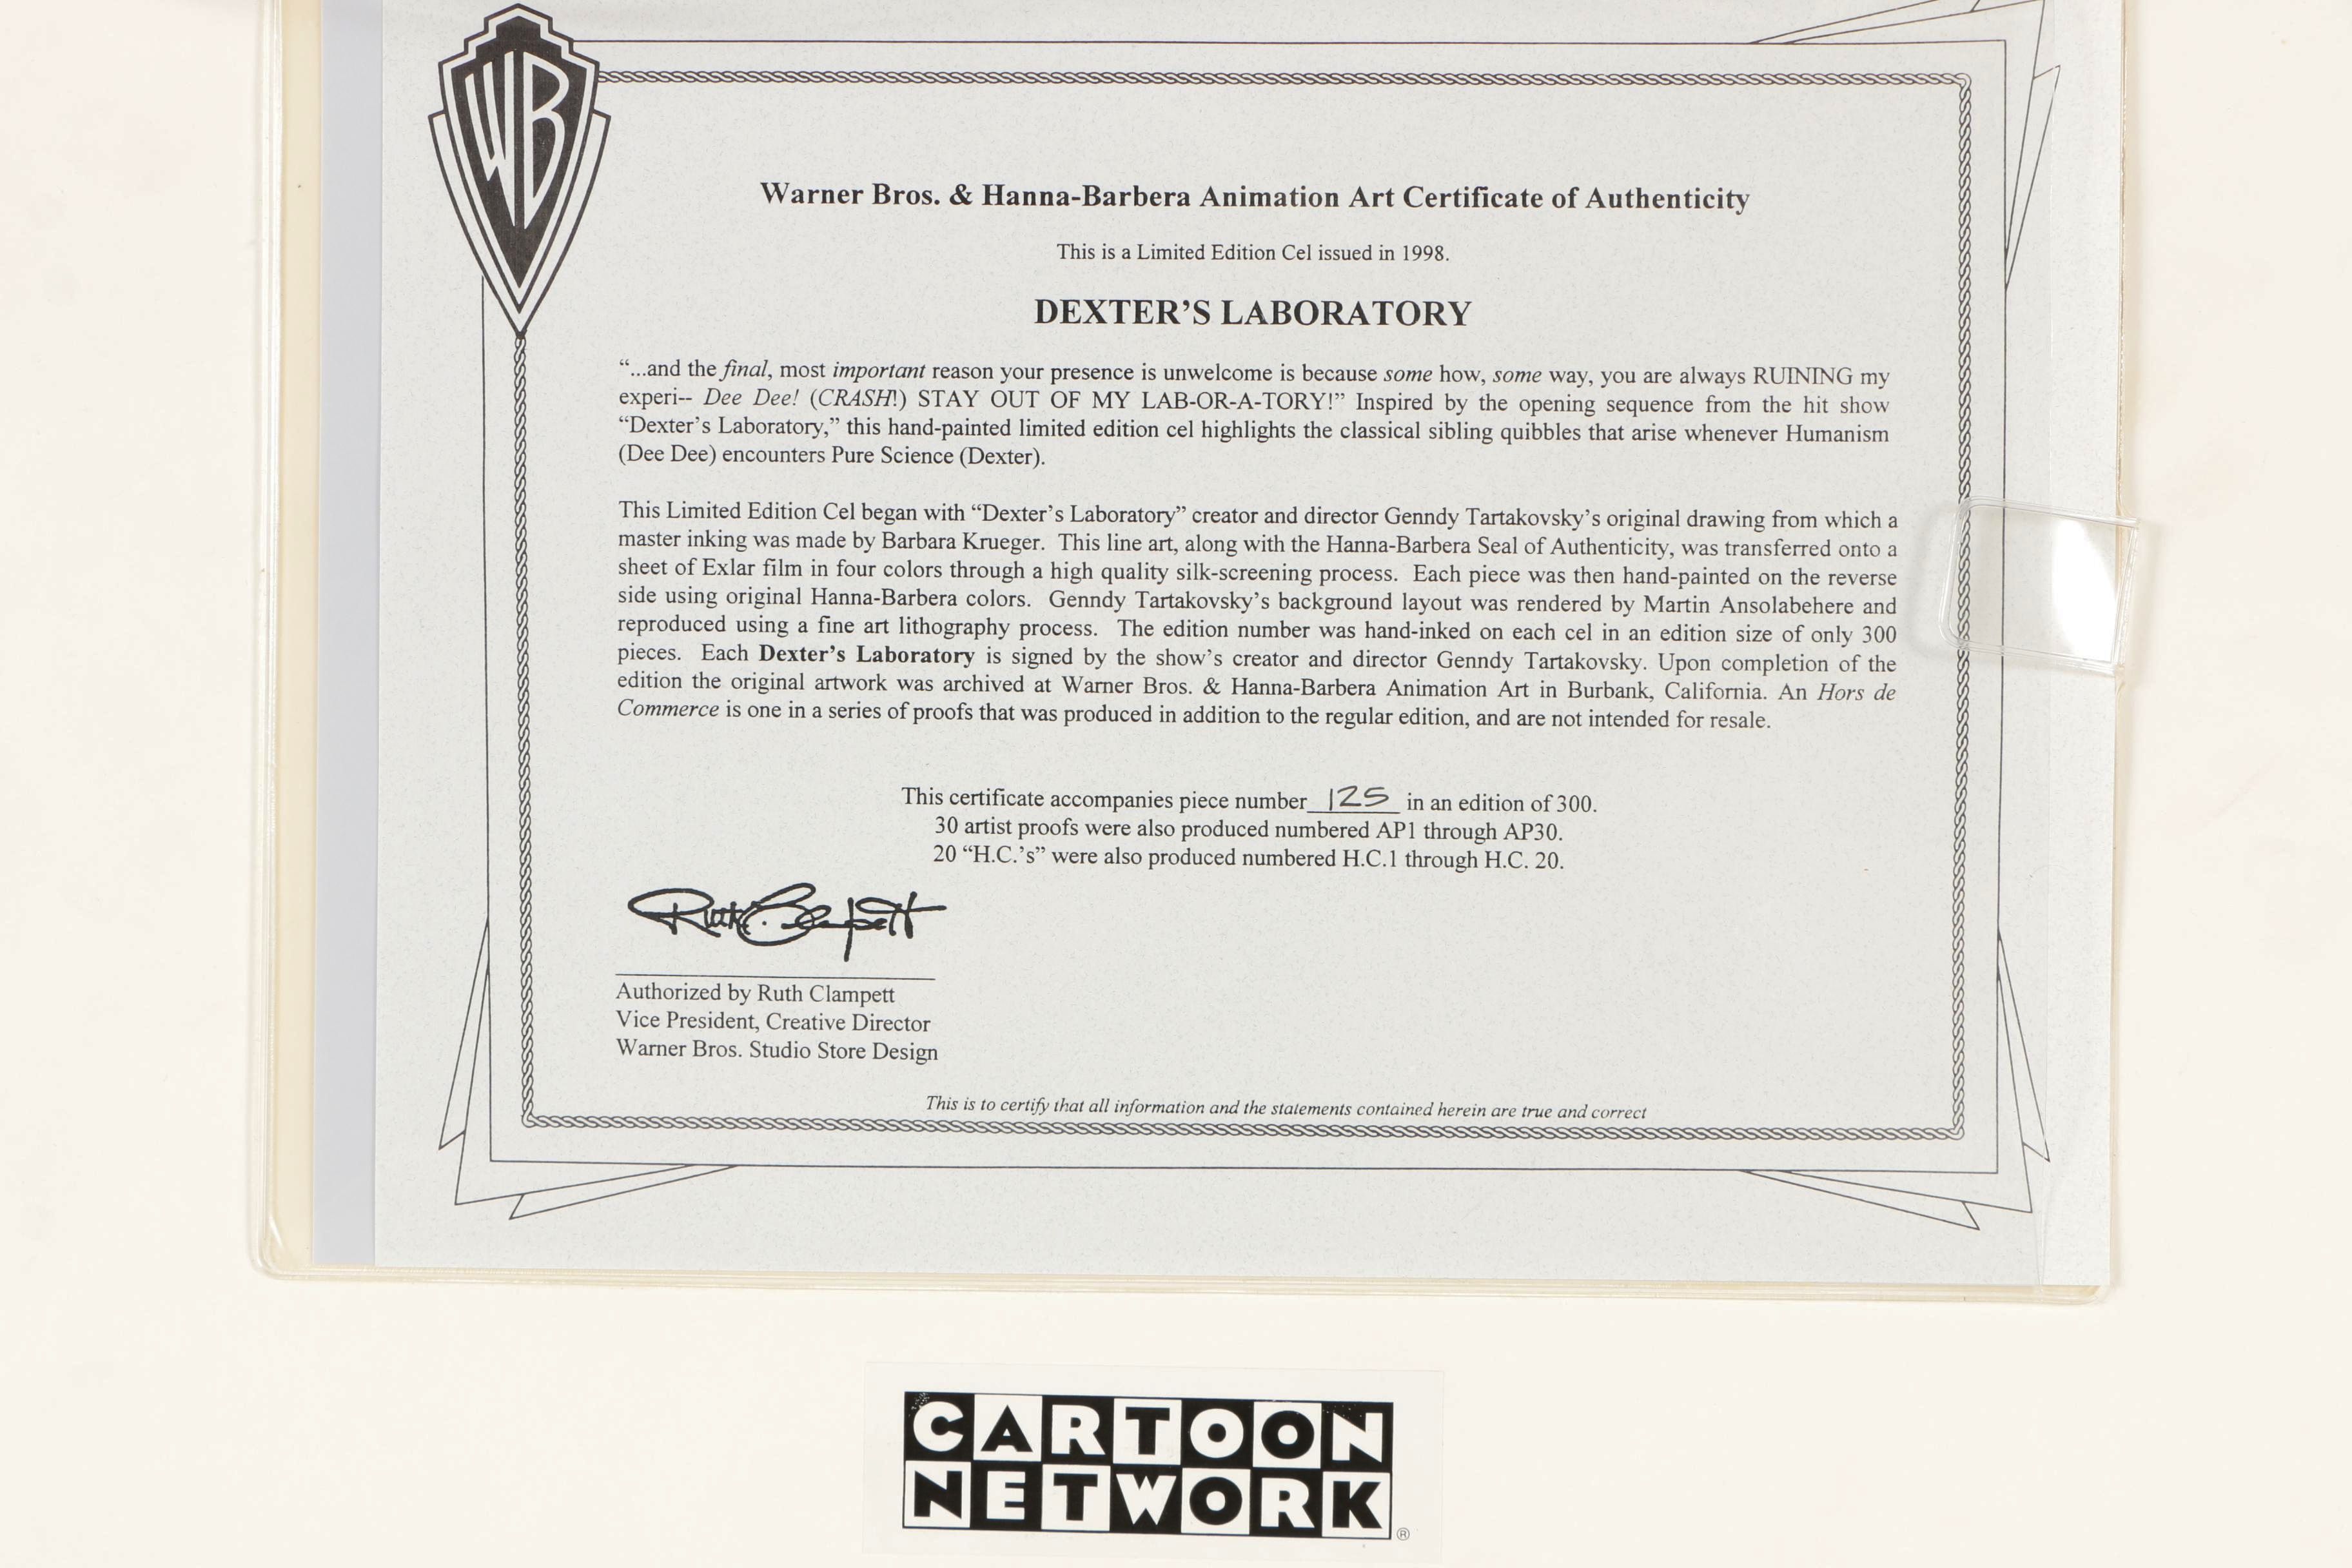 WB
Warner Bros. & Hanna-Barbera Animation Art Certificate of Authenticity
This is a Limited Edition Cel issued in 1998.
DEXTER'S LABORATORY
“...and the final, most important reason your presence is unwelcome is because some how, some way, you are always RUINING my
experi-- Dee Dee! (CRASH!) STAY OUT OF MY LAB-OR-A-TORY!” Inspired by the opening sequence from the hit show
“Dexter’s Laboratory,” this hand-painted limited edition cel highlights the classical sibling quibbles that arise whenever Humanism
(Dee Dee) encounters Pure Science (Dexter).
This Limited Edition Cel began with “Dexter’s Laboratory” creator and director Genndy Tartakovsky’s original drawing from which a
master inking was made by Barbara Krueger. This line art, along with the Hanna-Barbera Seal of Authenticity, was transferred onto a
sheet of Exlar film in four colors through a high quality silk-screening process. Each piece was then hand-painted on the reverse
side using original Hanna-Barbera colors. Genndy Tartakovsky’s background layout was rendered by Martin Ansolabehere and
reproduced using a fine art lithography process. The edition number was hand-inked on each cel in an edition size of only 300
pieces. Each Dexter’s Laboratory is signed by the show’s creator and director Genndy Tartakovsky. Upon completion of the
edition the original artwork was archived at Warner Bros. & Hanna-Barbera Animation Art in Burbank, California. An Hors de
Commerce is one in a series of proofs that was produced in addition to the regular edition, and are not intended for resale.
This certificate accompanies piece number 125 in an edition of 300.
30 artist proofs were also produced numbered AP1 through AP30.
20 “H.C.’s” were also produced numbered H.C.1 through H.C. 20.
Ruth Clampett
Authorized by Ruth Clampett
Vice President, Creative Director
Warner Bros. Studio Store Design
This is to certify that all information and the statements contained herein are true and correct
CARTOON
NETWORK®